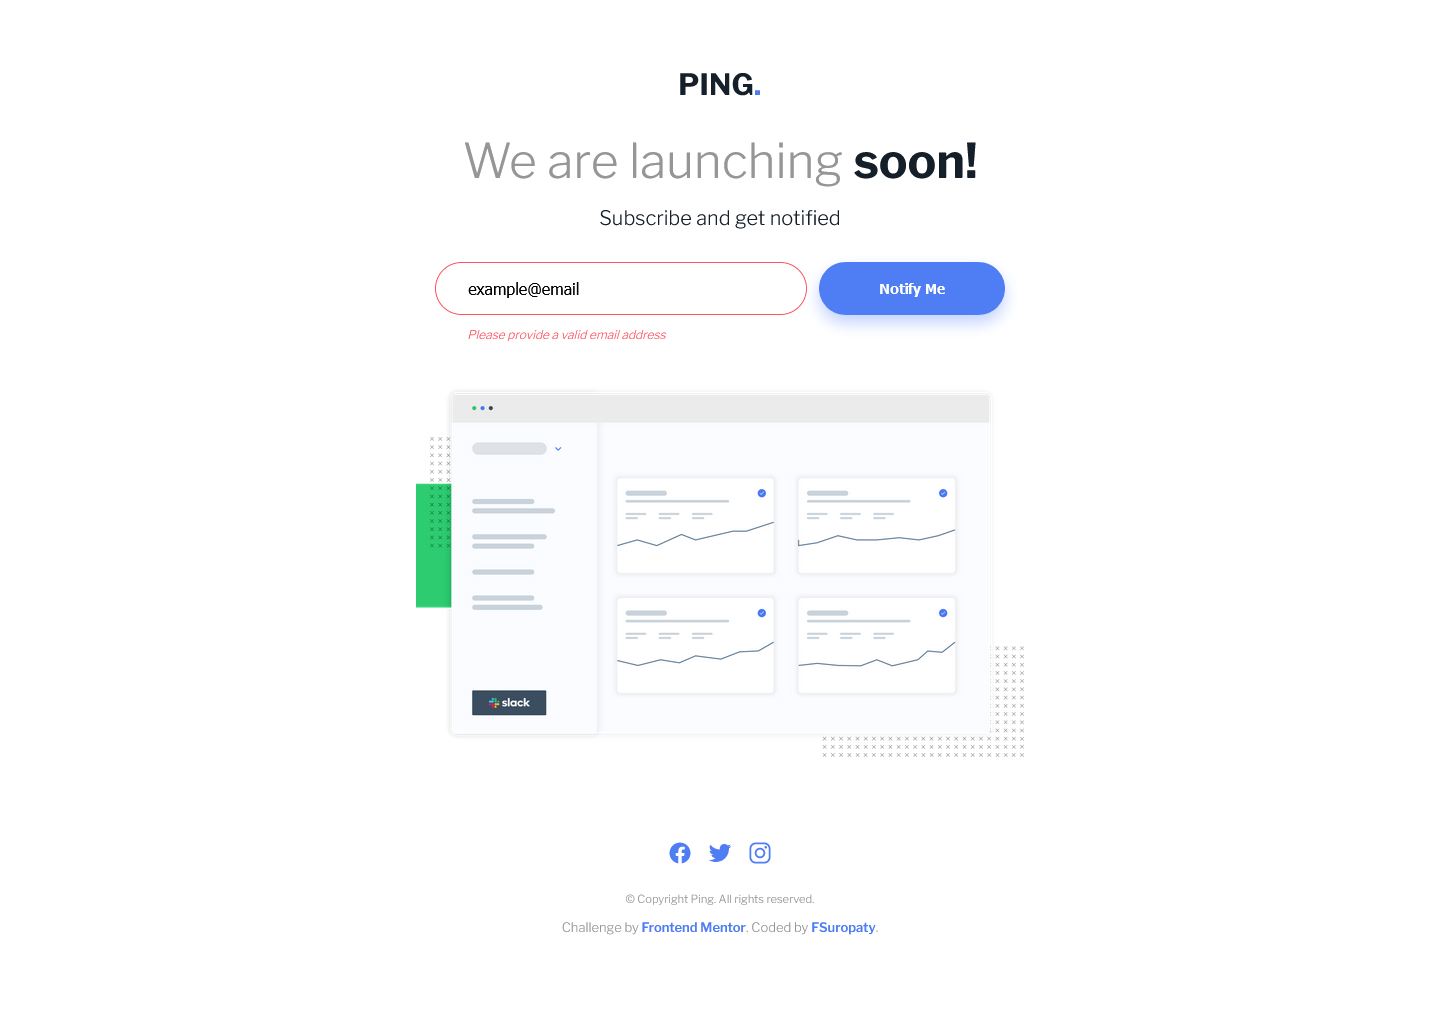 PING.
We are launching soon!
Subscribe and get notified
example@email
Notify Me
Please provide a valid email address
slack
© Copyright Ping. All rights reserved.
Challenge by Frontend Mentor. Coded by FSuropaty.